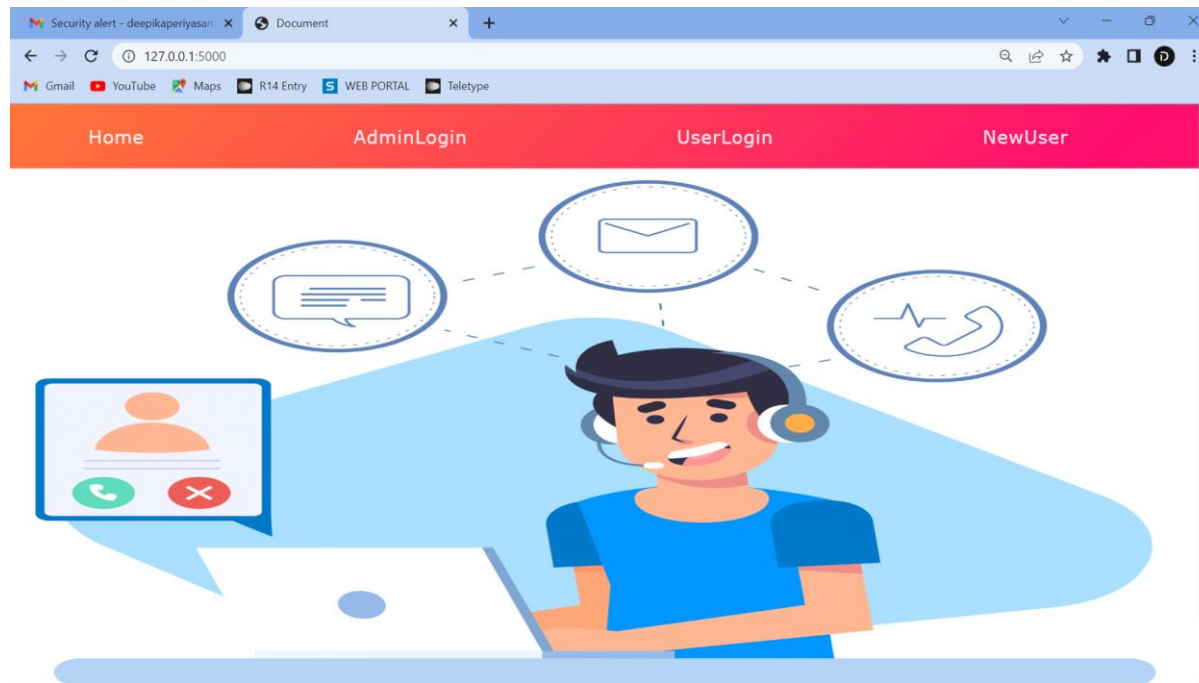 Security alert - deepikaperiyasam
Document
127.0.0.1:5000
Gmail YouTube Maps R14 Entry S WEB PORTAL Teletype
D
Home AdminLogin UserLogin NewUser